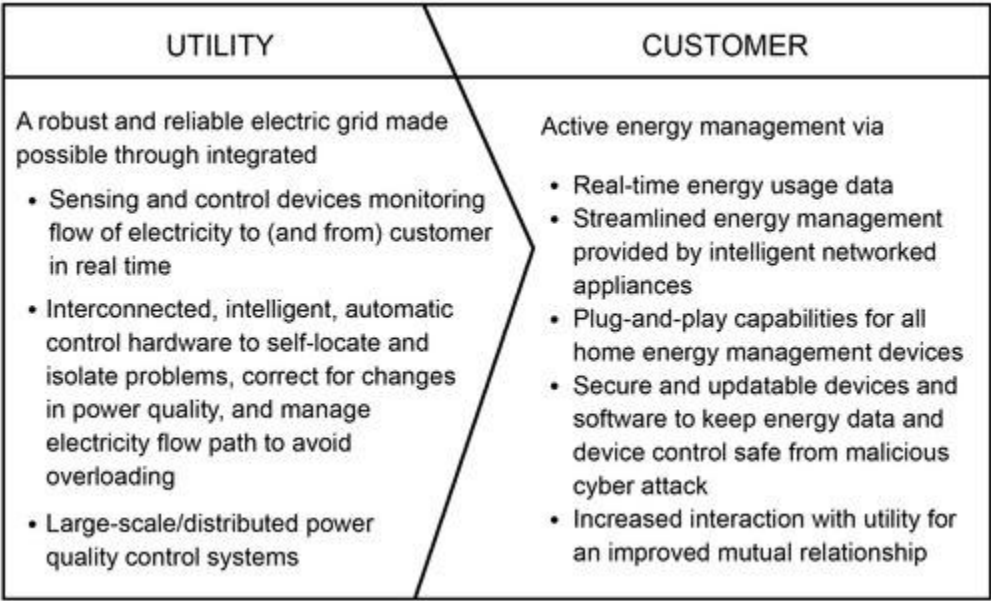 UTILITY
A robust and reliable electric grid made
possible through integrated
• Sensing and control devices monitoring
flow of electricity to (and from) customer
in real time
• Interconnected, intelligent, automatic
control hardware to self-locate and
isolate problems, correct for changes
in power quality, and manage
electricity flow path to avoid
overloading
• Large-scale/distributed power
quality control systems
CUSTOMER
Active energy management via
• Real-time energy usage data
• Streamlined energy management
provided by intelligent networked
appliances
• Plug-and-play capabilities for all
home energy management devices
• Secure and updatable devices and
software to keep energy data and
device control safe from malicious
cyber attack
• Increased interaction with utility for
an improved mutual relationship